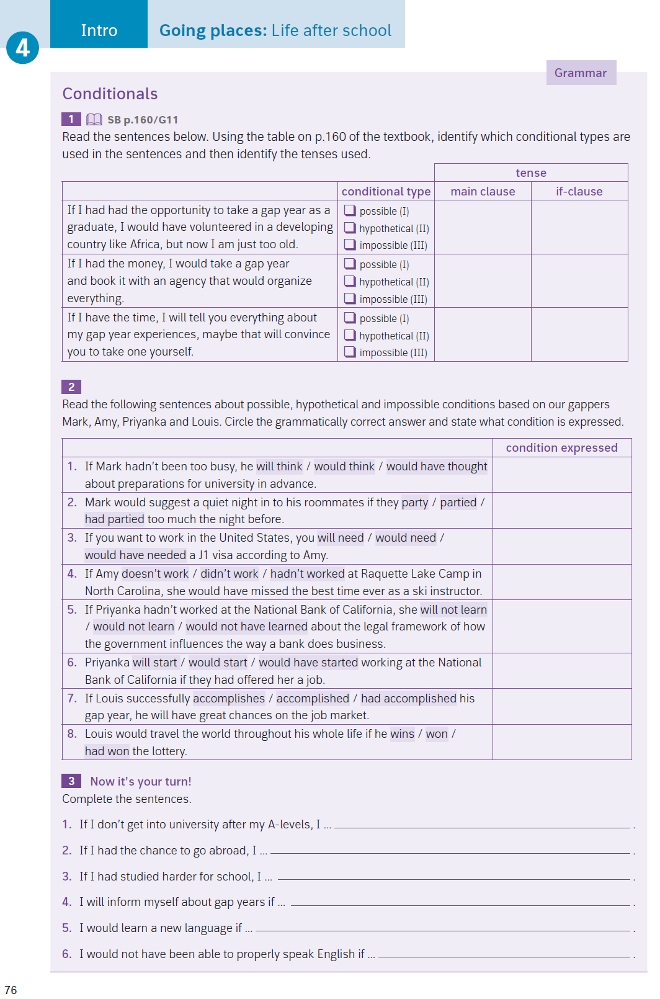 4
Intro
Going places: Life after school
Grammar
Conditionals
1 SB p.160/G11
Read the sentences below. Using the table on p.160 of the textbook, identify which conditional types are
used in the sentences and then identify the tenses used.
tense
conditional type main clause if-clause
If I had had the opportunity to take a gap year as a
graduate, I would have volunteered in a developing
country like Africa, but now I am just too old.
possible (I)
hypothetical (II)
impossible (III)
If I had the money, I would take a gap year
and book it with an agency that would organize
everything.
possible (I)
hypothetical (II)
impossible (III)
If I have the time, I will tell you everything about
my gap year experiences, maybe that will convince
you to take one yourself.
possible (I)
hypothetical (II)
impossible (III)
2
Read the following sentences about possible, hypothetical and impossible conditions based on our gappers
Mark, Amy, Priyanka and Louis. Circle the grammatically correct answer and state what condition is expressed.
condition expressed
1. If Mark hadn't been too busy, he will think / would think / would have thought
about preparations for university in advance.
2. Mark would suggest a quiet night in to his roommates if they party / partied /
had partied too much the night before.
3. If you want to work in the United States, you will need / would need /
would have needed a J1 visa according to Amy.
4. If Amy doesn't work / didn't work / hadn't worked at Raquette Lake Camp in
North Carolina, she would have missed the best time ever as a ski instructor.
5. If Priyanka hadn't worked at the National Bank of California, she will not learn
/ would not learn / would not have learned about the legal framework of how
the government influences the way a bank does business.
6. Priyanka will start / would start / would have started working at the National
Bank of California if they had offered her a job.
7. If Louis successfully accomplishes / accomplished / had accomplished his
gap year, he will have great chances on the job market.
8. Louis would travel the world throughout his whole life if he wins / won /
had won the lottery.
3 Now it's your turn!
Complete the sentences.
1. If I don't get into university after my A-levels, I ... .
2. If I had the chance to go abroad, I ... .
3. If I had studied harder for school, I ... .
4. I will inform myself about gap years if ... .
5. I would learn a new language if ... .
6. I would not have been able to properly speak English if ... .
76